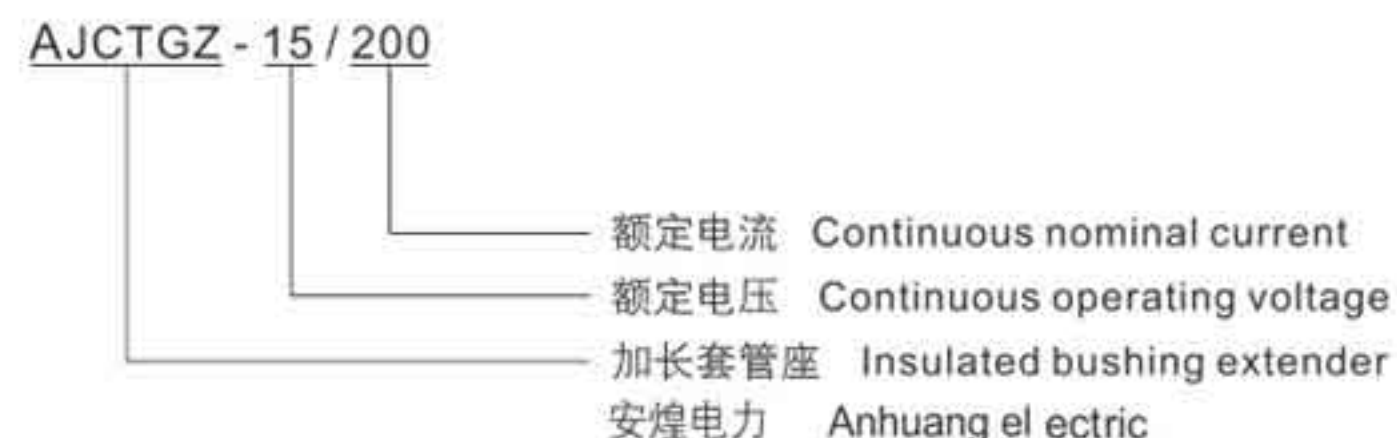 AJCTGZ - 15 / 200
额定电流 Continuous nominal current
额定电压 Continuous operating voltage
加长套管座 Insulated bushing extender
安煌电力 Anhuang el ectric